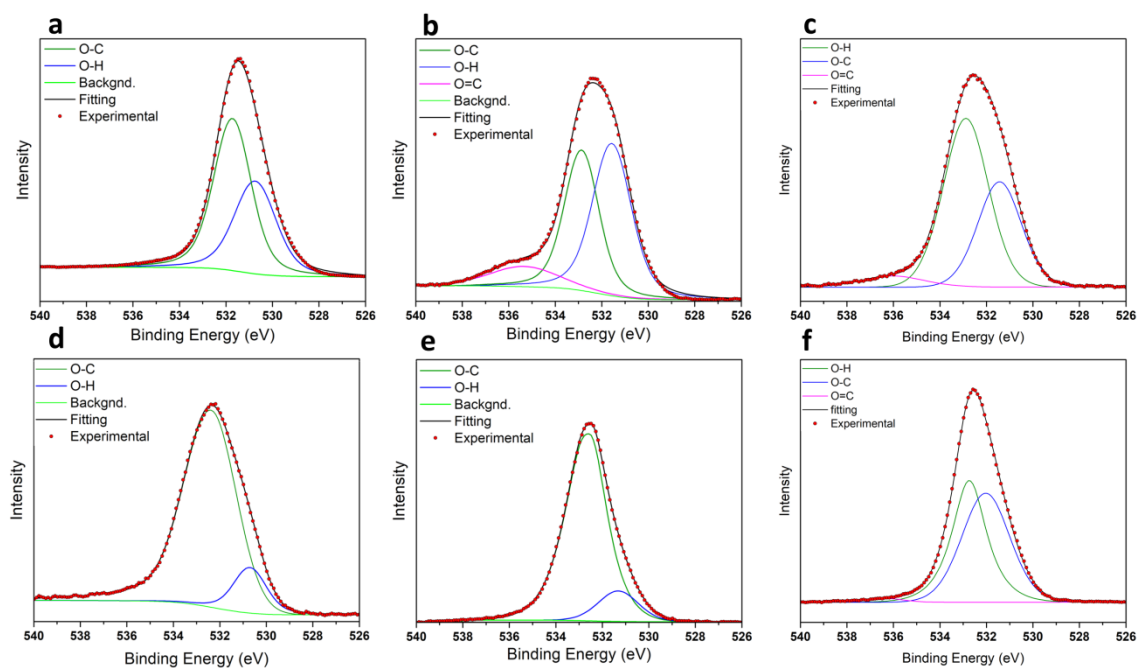 a
O-C
O-H
Backgnd.
Fitting
Experimental
Intensity
540 538 536 534 532 530 528 526
Binding Energy (eV)
b
O-C
O-H
O=C
Backgnd.
Fitting
Experimental
Intensity
540 538 536 534 532 530 528 526
Binding Energy (eV)
c
O-H
O-C
O=C
Fitting
Experimental
Intensity
540 538 536 534 532 530 528 526
Binding Energy (eV)
d
O-C
O-H
Backgnd.
Fitting
Experimental
Intensity
540 538 536 534 532 530 528 526
Binding Energy (eV)
e
O-C
O-H
Backgnd.
Fitting
Experimental
Intensity
540 538 536 534 532 530 528 526
Binding Energy (eV)
f
O-H
O-C
O=C
fitting
Experimental
Intensity
540 538 536 534 532 530 528 526
Binding Energy (eV)